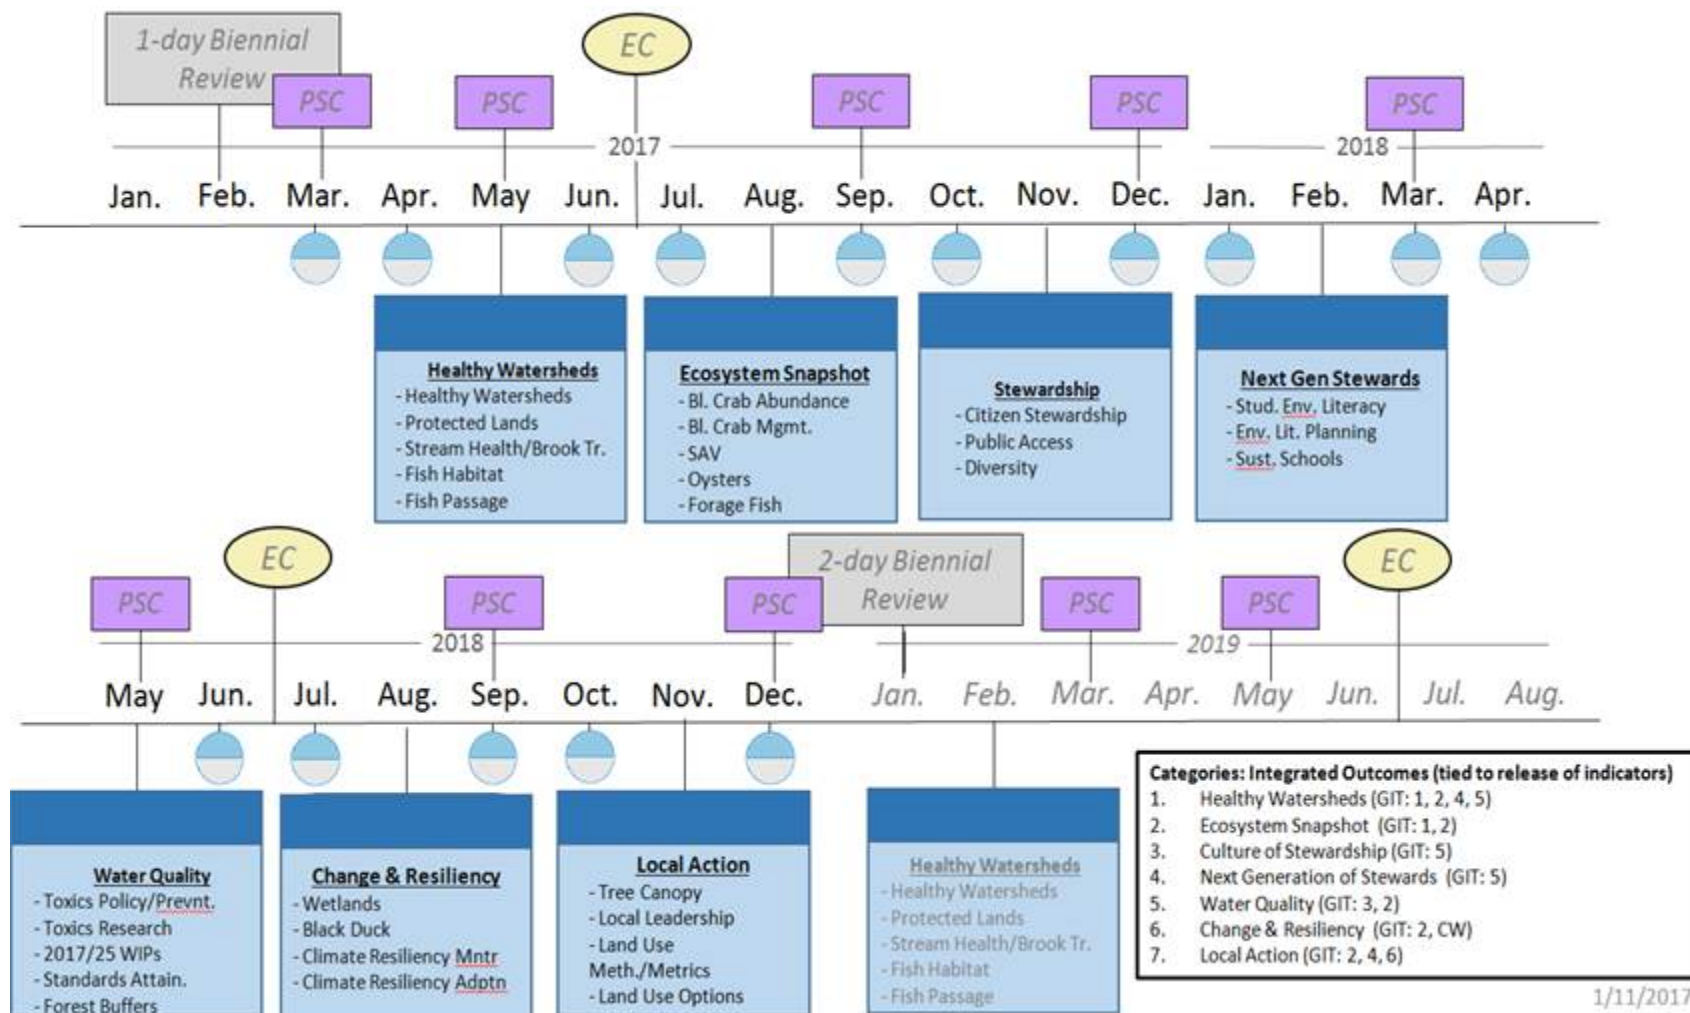 1-day Biennial
Review
EC
PSC
PSC
PSC
PSC
PSC
2017
2018
Jan. Feb. Mar. Apr. May Jun. Jul. Aug. Sep. Oct. Nov. Dec. Jan. Feb. Mar. Apr.
Healthy Watersheds
- Healthy Watersheds
- Protected Lands
- Stream Health/Brook Tr.
- Fish Habitat
- Fish Passage
Ecosystem Snapshot
- Bl. Crab Abundance
- Bl. Crab Mgmt.
- SAV
- Oysters
- Forage Fish
Stewardship
- Citizen Stewardship
- Public Access
- Diversity
Next Gen Stewards
- Stud. Env. Literacy
- Env. Lit. Planning
- Sust. Schools
EC
2-day Biennial
Review
EC
PSC
PSC
PSC
PSC
PSC
2018
2019
May Jun. Jul. Aug. Sep. Oct. Nov. Dec. Jan. Feb. Mar. Apr. May Jun. Jul. Aug.
Water Quality
- Toxics Policy/Prevnt.
- Toxics Research
- 2017/25 WIPs
- Standards Attain.
- Forest Buffers
Change & Resiliency
- Wetlands
- Black Duck
- Climate Resiliency Mntr
- Climate Resiliency Adptn
Local Action
- Tree Canopy
- Local Leadership
- Land Use
Meth./Metrics
- Land Use Options
Healthy Watersheds
- Healthy Watersheds
- Protected Lands
- Stream Health/Brook Tr.
- Fish Habitat
- Fish Passage
Categories: Integrated Outcomes (tied to release of indicators)
1. Healthy Watersheds (GIT: 1, 2, 4, 5)
2. Ecosystem Snapshot (GIT: 1, 2)
3. Culture of Stewardship (GIT: 5)
4. Next Generation of Stewards (GIT: 5)
5. Water Quality (GIT: 3, 2)
6. Change & Resiliency (GIT: 2, CW)
7. Local Action (GIT: 2, 4, 6)
1/11/2017